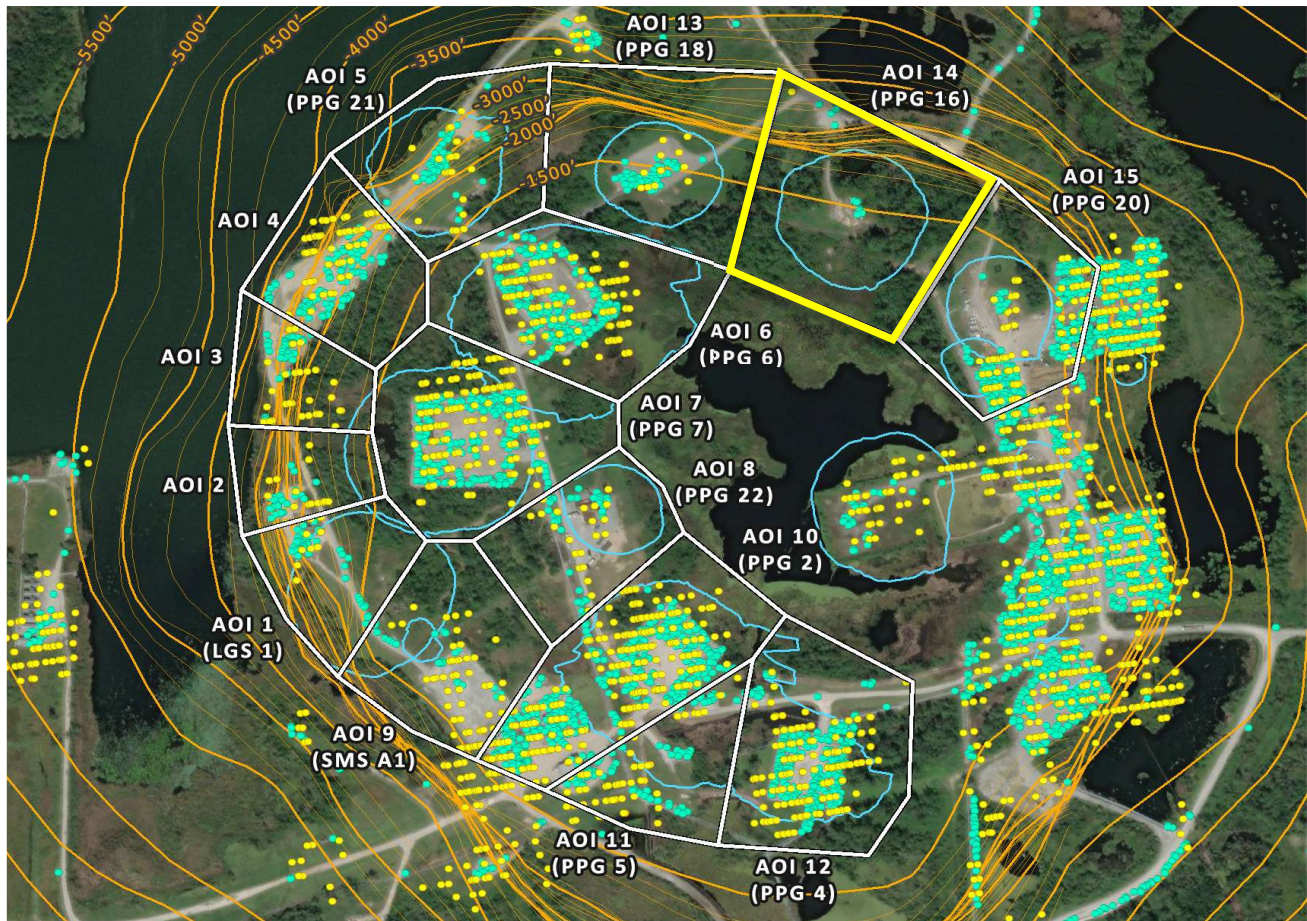 -5500'
-5000'
-4500'
-4000'
-3500'
-3000'
-2500'
-2000'
-1500'
AOI 13
(PPG 18)
AOI 5
(PPG 21)
AOI 14
(PPG 16)
AOI 15
(PPG 20)
AOI 4
AOI 3
AOI 6
(PPG 6)
AOI 7
(PPG 7)
AOI 2
AOI 8
(PPG 22)
AOI 10
(PPG 2)
AOI 1
(LGS 1)
AOI 9
(SMS A1)
AOI 11
(PPG 5)
AOI 12
(PPG 4)